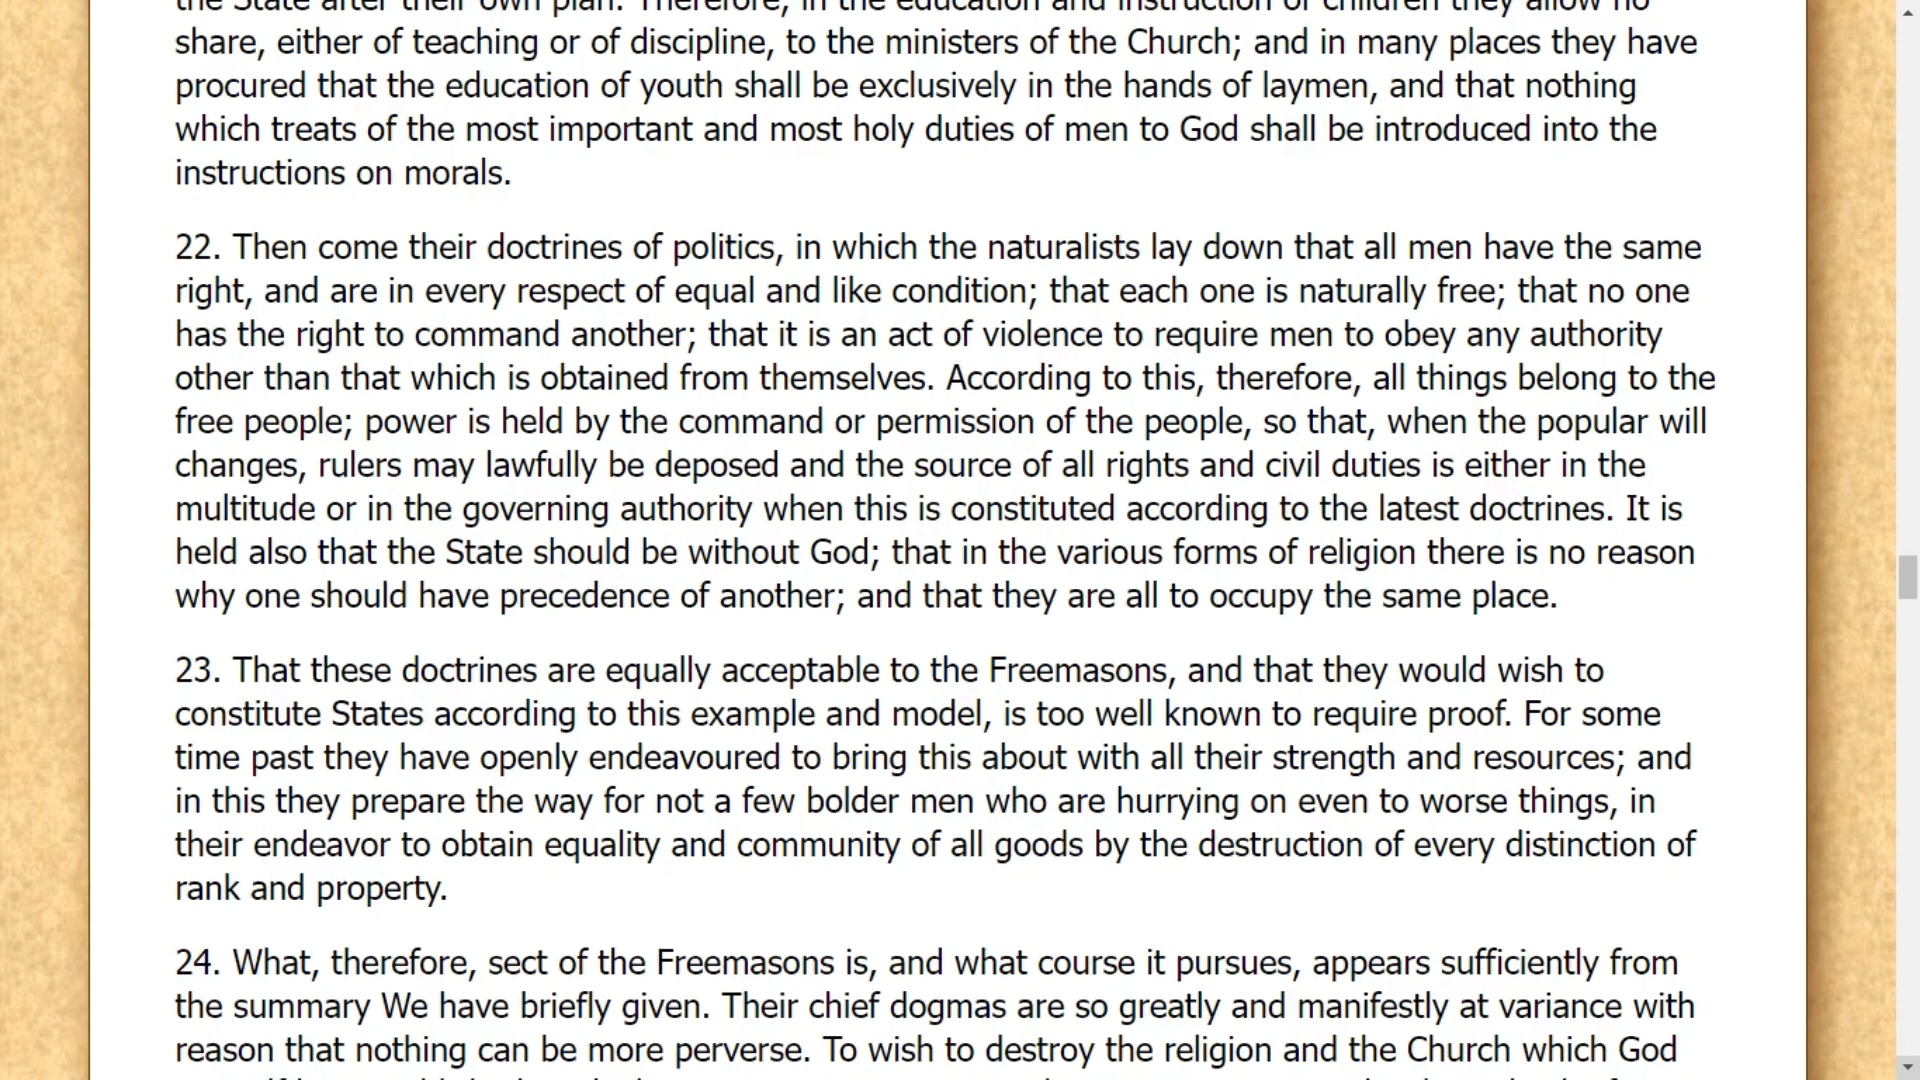 the State after their own plan. Therefore, in the education and instruction of children they allow no
share, either of teaching or of discipline, to the ministers of the Church; and in many places they have
procured that the education of youth shall be exclusively in the hands of laymen, and that nothing
which treats of the most important and most holy duties of men to God shall be introduced into the
instructions on morals.
22. Then come their doctrines of politics, in which the naturalists lay down that all men have the same
right, and are in every respect of equal and like condition; that each one is naturally free; that no one
has the right to command another; that it is an act of violence to require men to obey any authority
other than that which is obtained from themselves. According to this, therefore, all things belong to the
free people; power is held by the command or permission of the people, so that, when the popular will
changes, rulers may lawfully be deposed and the source of all rights and civil duties is either in the
multitude or in the governing authority when this is constituted according to the latest doctrines. It is
held also that the State should be without God; that in the various forms of religion there is no reason
why one should have precedence of another; and that they are all to occupy the same place.
23. That these doctrines are equally acceptable to the Freemasons, and that they would wish to
constitute States according to this example and model, is too well known to require proof. For some
time past they have openly endeavoured to bring this about with all their strength and resources; and
in this they prepare the way for not a few bolder men who are hurrying on even to worse things, in
their endeavor to obtain equality and community of all goods by the destruction of every distinction of
rank and property.
24. What, therefore, sect of the Freemasons is, and what course it pursues, appears sufficiently from
the summary We have briefly given. Their chief dogmas are so greatly and manifestly at variance with
reason that nothing can be more perverse. To wish to destroy the religion and the Church which God